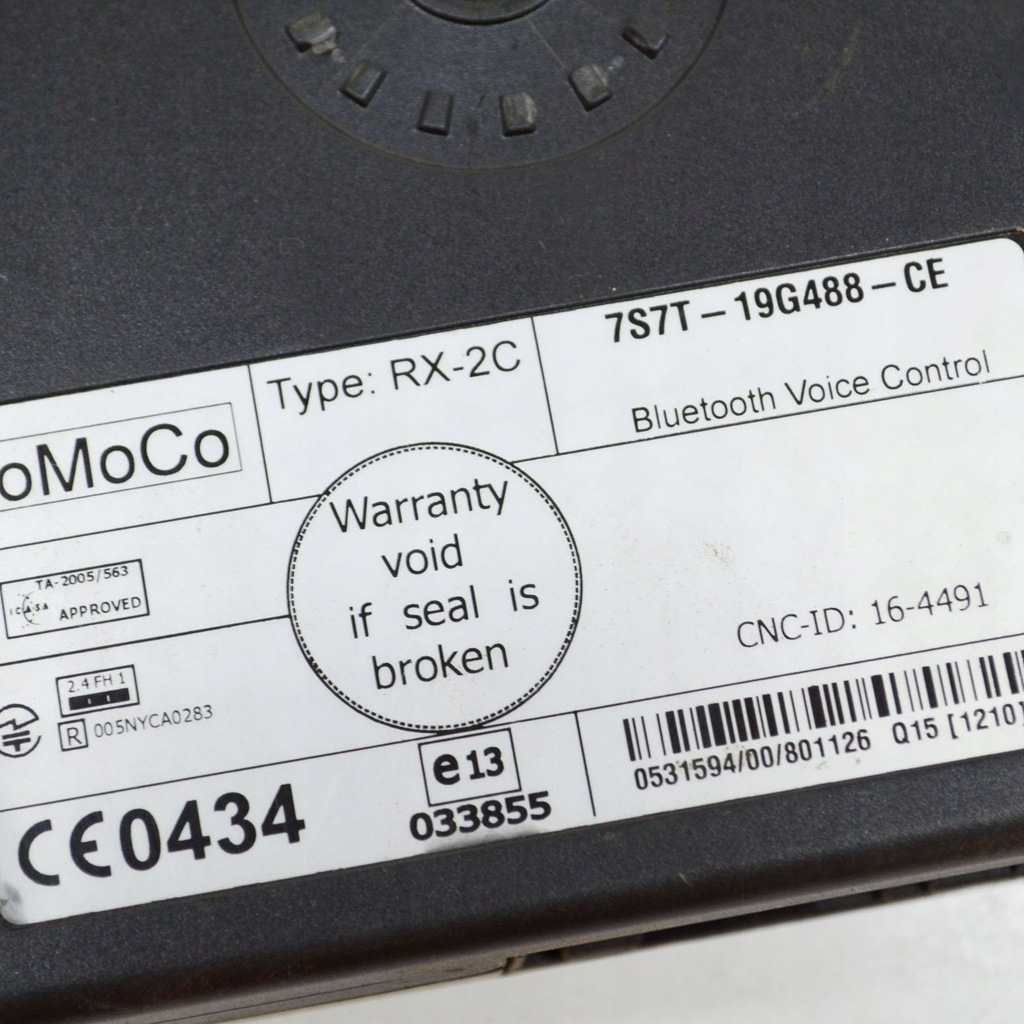 7S7T-19G488-CE
Type: RX-2C
Bluetooth Voice Control
oMoCo
Warranty
void
if seal is
broken
TA-2005/563
ICASA APPROVED
CNC-ID: 16-4491
2.4 FH 1
R 005NYCA0283
0531594/00/801126 Q15 [1210]
e13
033855
CE0434